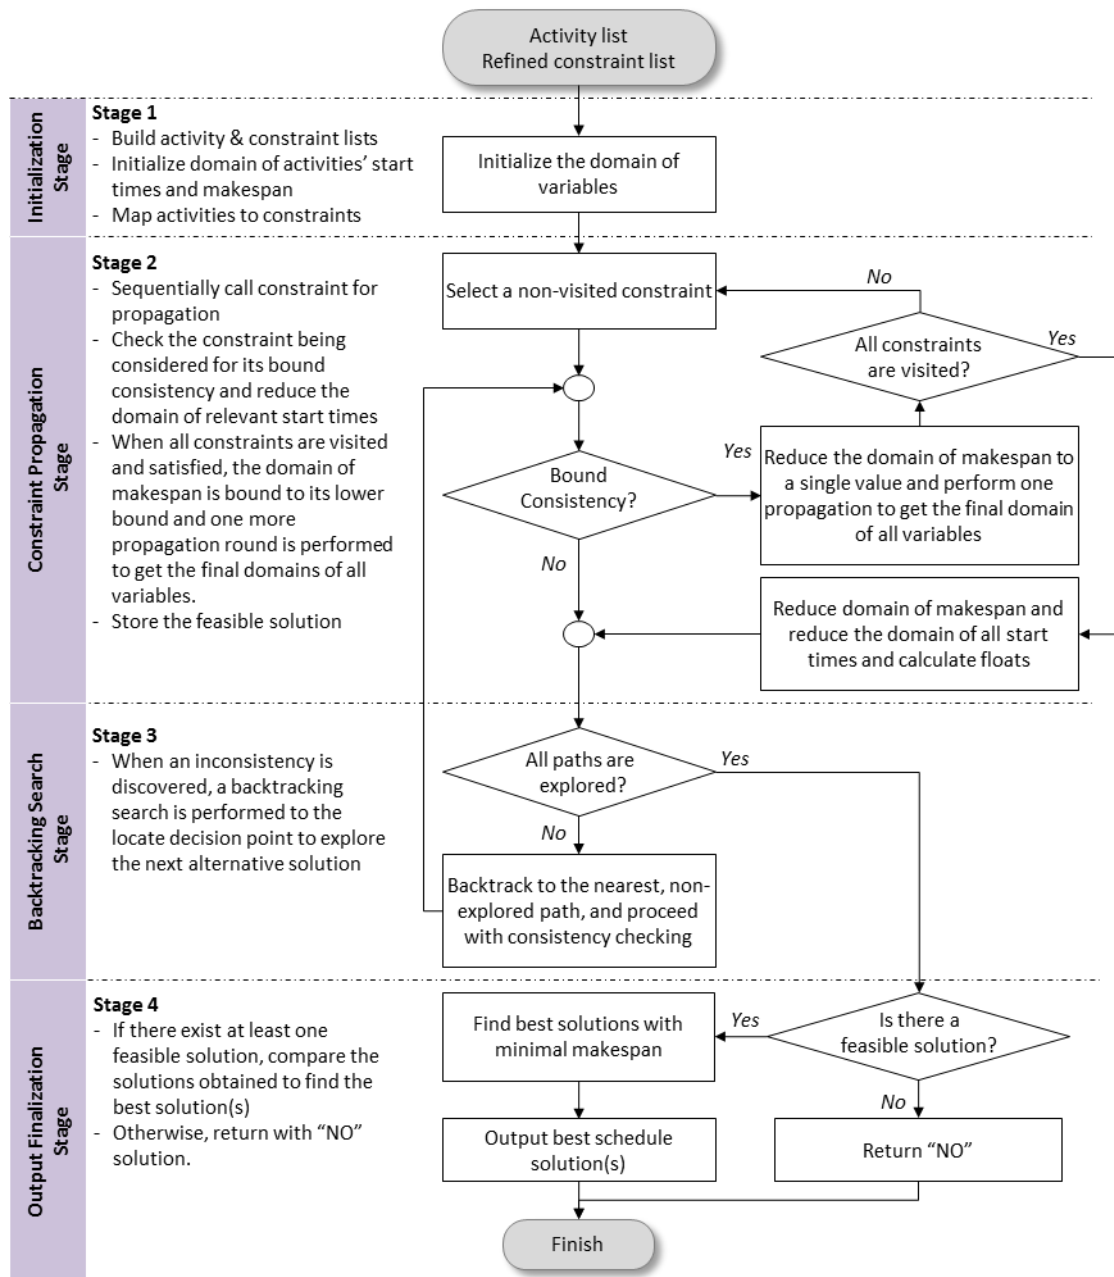 Activity list
Refined constraint list
Initialization
Stage
Stage 1
- Build activity & constraint lists
- Initialize domain of activities' start
times and makespan
- Map activities to constraints
Initialize the domain of
variables
Constraint Propagation
Stage
Stage 2
- Sequentially call constraint for
propagation
- Check the constraint being
considered for its bound
consistency and reduce the
domain of relevant start times
- When all constraints are visited
and satisfied, the domain of
makespan is bound to its lower
bound and one more
propagation round is performed
to get the final domains of all
variables.
- Store the feasible solution
Select a non-visited constraint
No
All constraints
are visited?
Yes
Bound
Consistency?
Yes
No
Reduce the domain of makespan to
a single value and perform one
propagation to get the final domain
of all variables
Reduce domain of makespan and
reduce the domain of all start
times and calculate floats
Backtracking Search
Stage
Stage 3
- When an inconsistency is
discovered, a backtracking
search is performed to the
locate decision point to explore
the next alternative solution
All paths are
explored?
Yes
No
Backtrack to the nearest, non-
explored path, and proceed
with consistency checking
Output Finalization
Stage
Stage 4
- If there exist at least one
feasible solution, compare the
solutions obtained to find the
best solution(s)
- Otherwise, return with “NO”
solution.
Find best solutions with
minimal makespan
Yes
Is there a
feasible solution?
No
Output best schedule
solution(s)
Return “NO”
Finish